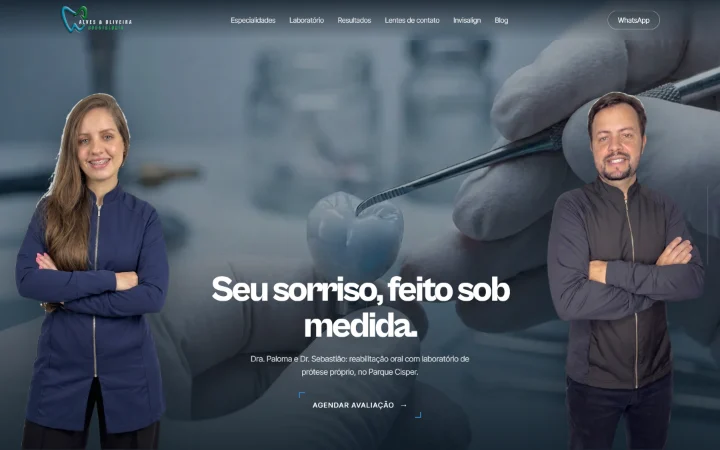 ALVES & OLIVEIRA
ODONTOLOGIA
Especialidades
Laboratório
Resultados
Lentes de contato
Invisalign
Blog
WhatsApp
Seu sorriso, feito sob
medida.
Dra. Paloma e Dr. Sebastião: reabilitação oral com laboratório de
prótese próprio, no Parque Cisper.
AGENDAR AVALIAÇÃO →